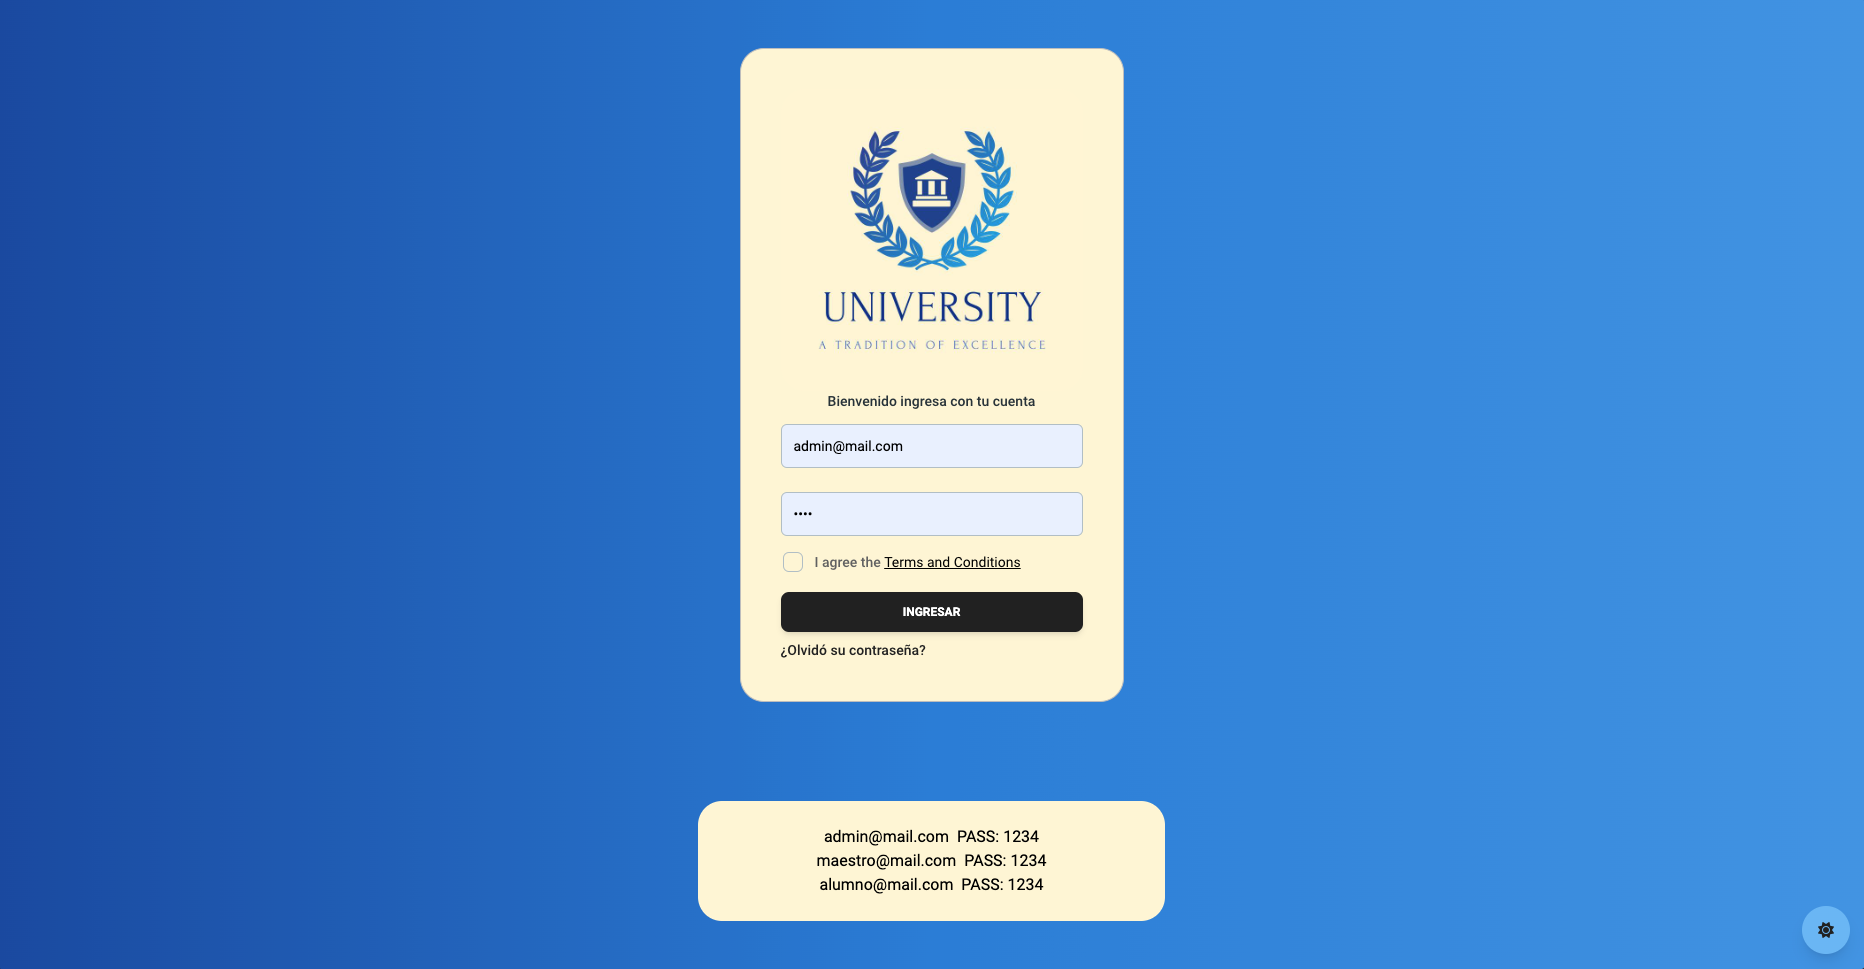 UNIVERSITY
A TRADITION OF EXCELLENCE
Bienvenido ingresa con tu cuenta
admin@mail.com
••••
I agree the Terms and Conditions
INGRESAR
¿Olvidó su contraseña?
admin@mail.com PASS: 1234
maestro@mail.com PASS: 1234
alumno@mail.com PASS: 1234